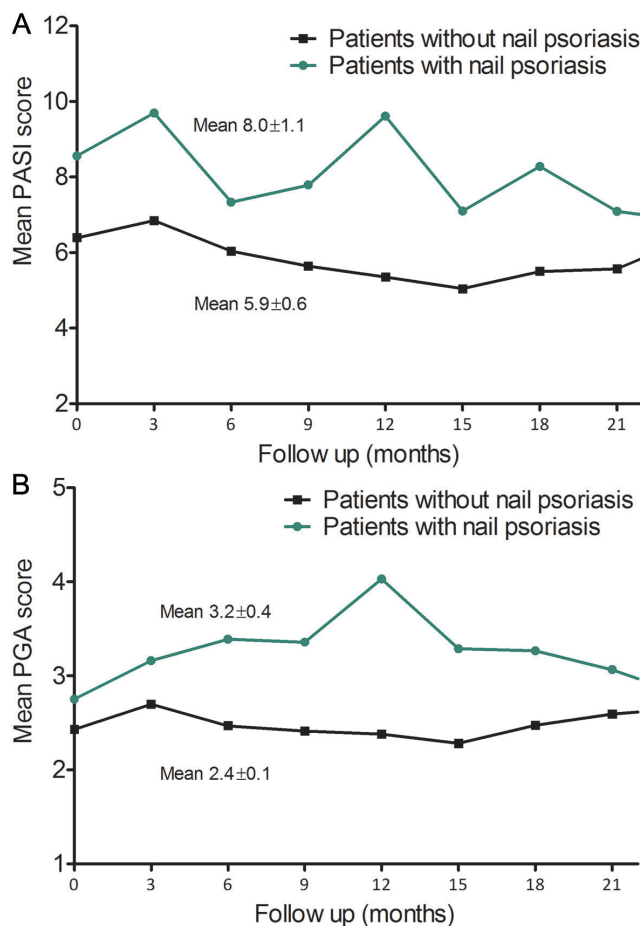 A
Mean PASI score
12
10
8
6
4
2
Patients without nail psoriasis
Patients with nail psoriasis
Mean 8.0±1.1
Mean 5.9±0.6
0 3 6 9 12 15 18 21
Follow up (months)
B
Mean PGA score
5
4
3
2
1
Patients without nail psoriasis
Patients with nail psoriasis
Mean 3.2±0.4
Mean 2.4±0.1
0 3 6 9 12 15 18 21
Follow up (months)